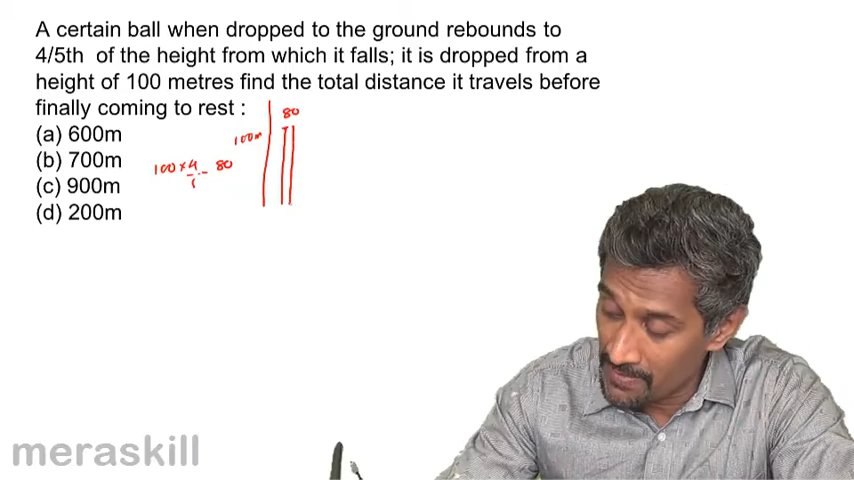 A certain ball when dropped to the ground rebounds to
4/5th of the height from which it falls; it is dropped from a
height of 100 metres find the total distance it travels before
finally coming to rest :
(a) 600m
(b) 700m
(c) 900m
(d) 200m
80
100m
100 × 4
80
meraskill